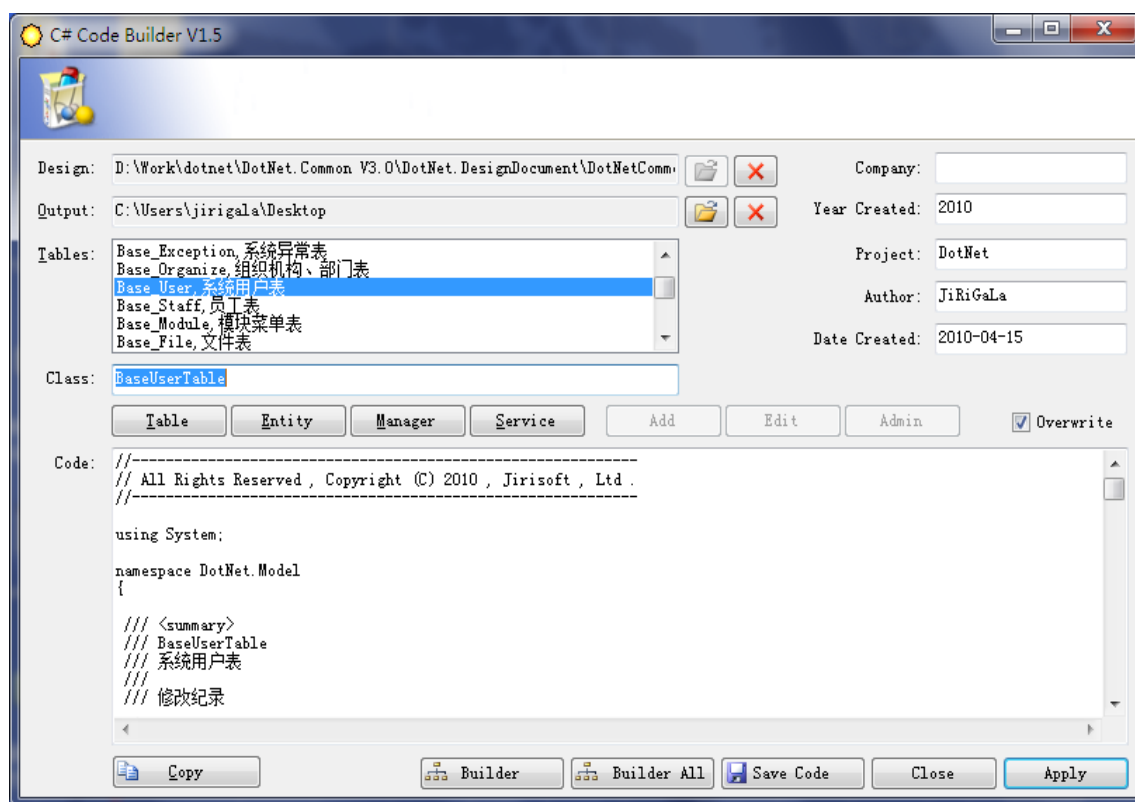 C# Code Builder V1.5
Design: D:\Work\dotnet\DotNet.Common V3.0\DotNet.DesignDocument\DotNetComm
Company:
Output: C:\Users\jirigala\Desktop
Year Created: 2010
Tables: Base_Exception,系统异常表
Base_Organize,组织机构、部门表
Base_User,系统用户表
Base_Staff,员工表
Base_Module,模块菜单表
Base_File,文件表
Project: DotNet
Author: JiRiGaLa
Date Created: 2010-04-15
Class: BaseUserTable
Table Entity Manager Service Add Edit Admin Overwrite
Code: //------------------------------------------------------------
// All Rights Reserved , Copyright (C) 2010 , Jirisoft , Ltd .
//------------------------------------------------------------
using System;
namespace DotNet.Model
{
/// <summary>
/// BaseUserTable
/// 系统用户表
///
/// 修改纪录
Copy Builder Builder All Save Code Close Apply